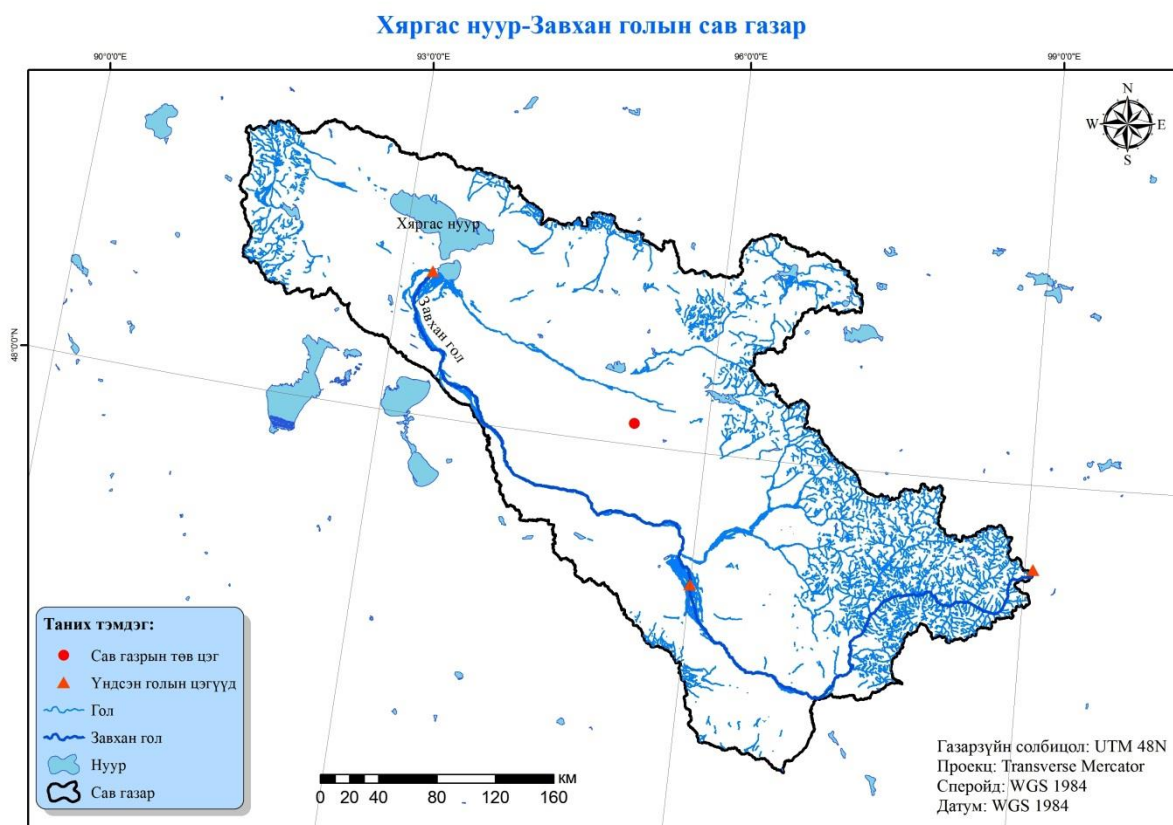 Хяргас нуур-Завхан голын сав газар
90°0'0"E
93°0'0"E
96°0'0"E
99°0'0"E
N
W
E
S
Хяргас нуур
Завхан гол
48°0'0"N
Таних тэмдэг:
Сав газрын төв цэг
Үндсэн голын цэгүүд
Гол
Завхан гол
Нуур
Сав газар
КМ
0 20 40 80 120 160
Газарзүйн солбицол: UTM 48N
Проекц: Transverse Mercator
Сперойд: WGS 1984
Датум: WGS 1984